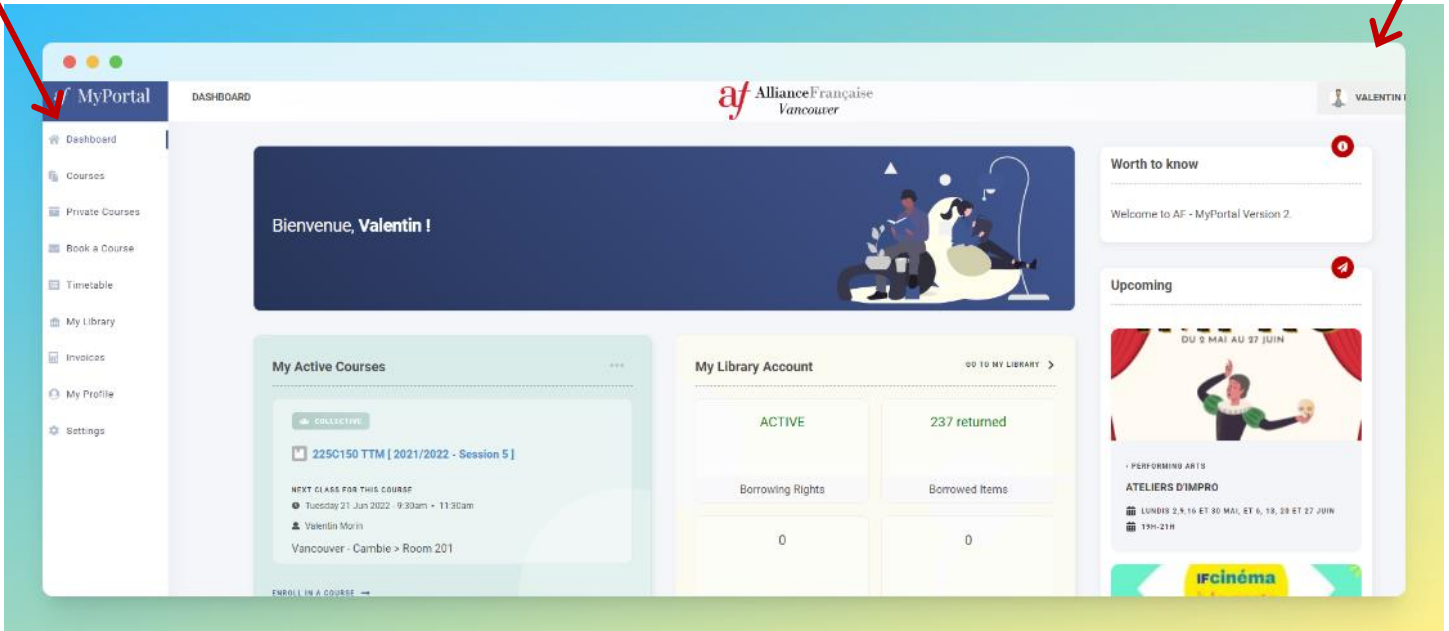 af MyPortal
DASHBOARD
af AllianceFrançaise
Vancouver
VALENTIN
Dashboard
Courses
Private Courses
Book a Course
Timetable
My Library
Invoices
My Profile
Settings
Bienvenue, Valentin !
My Active Courses
COLLECTIVE
225C150 TTM [ 2021/2022 - Session 5 ]
NEXT CLASS FOR THIS COURSE
Tuesday 21 Jun 2022 - 9:30am - 11:30am
Valentin Morin
Vancouver - Cambie > Room 201
ENROLL IN A COURSE
My Library Account
GO TO MY LIBRARY
ACTIVE
Borrowing Rights
237 returned
Borrowed Items
0
0
Worth to know
Welcome to AF - MyPortal Version 2.
Upcoming
DU 2 MAI AU 27 JUIN
- PERFORMING ARTS
ATELIERS D'IMPRO
LUNDIS 2,9,16 ET 30 MAI, ET 6, 13, 20 ET 27 JUIN
19H-21H
IFcinéma